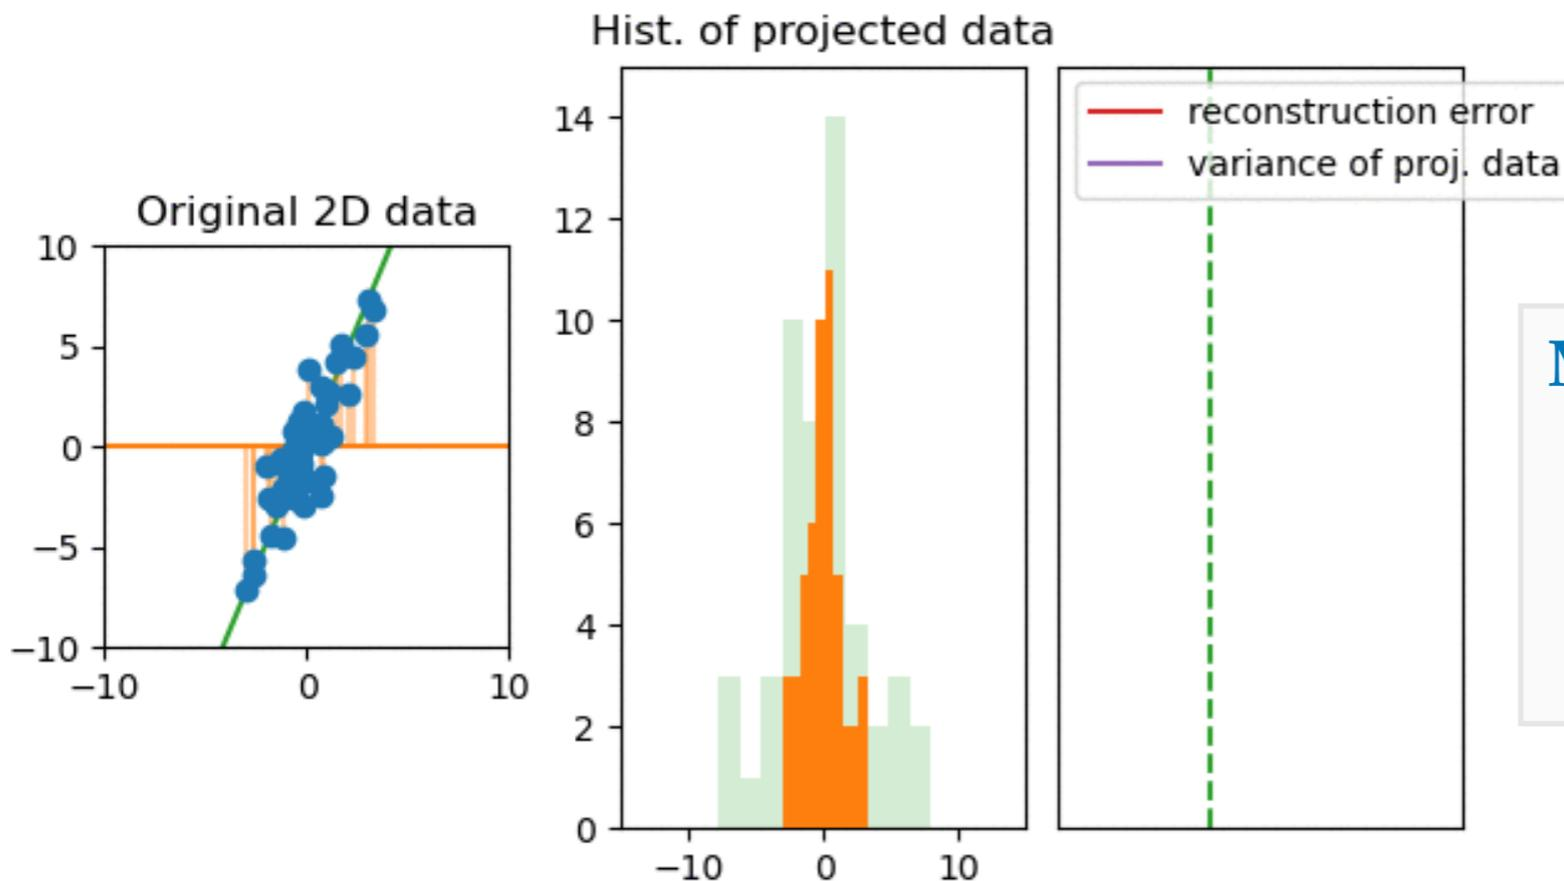 Hist. of projected data
Original 2D data
10
5
0
−5
−10
−10 0 10
14
12
10
8
6
4
2
0
−10 0 10
reconstruction error
variance of proj. data